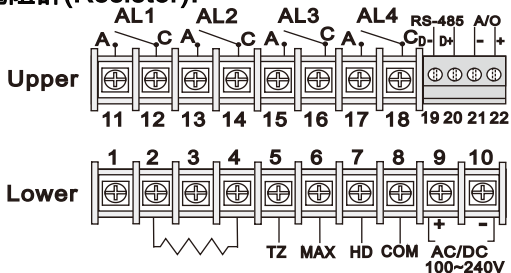 (Resistor):
AL1 AL2 AL3 AL4 RS-485 A/O
A C A C A C A C D- D+ - +
Upper
11 12 13 14 15 16 17 18 19 20 21 22
1 2 3 4 5 6 7 8 9 10
Lower
+ -
TZ MAX HD COM AC/DC
100~240V